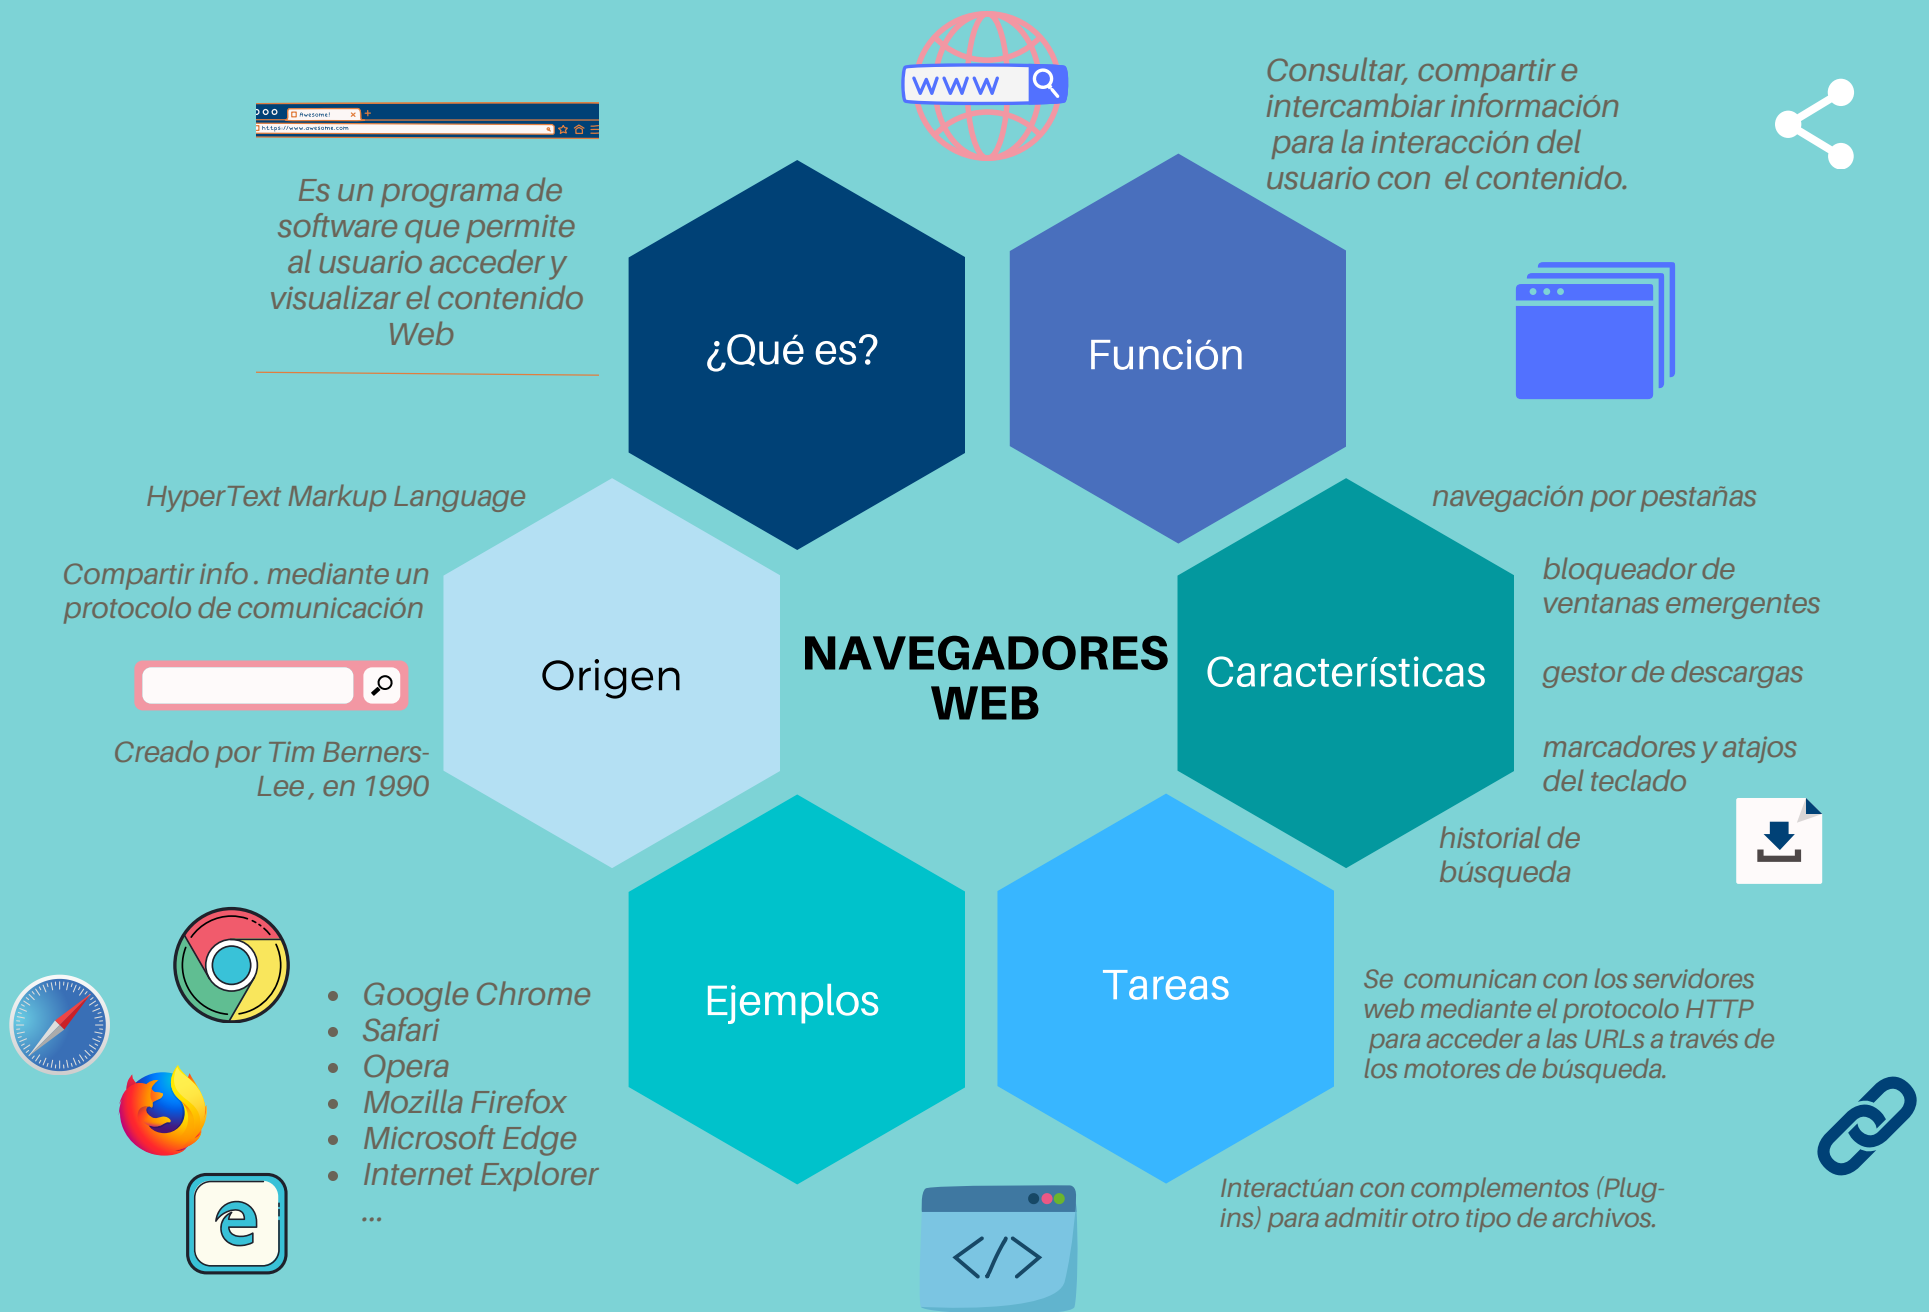 WWW
Awesome!
https://www.awesome.com
Es un programa de
software que permite
al usuario acceder y
visualizar el contenido
Web
¿Qué es?
Consultar, compartir e
intercambiar información
para la interacción del
usuario con el contenido.
Función
HyperText Markup Language
Compartir info . mediante un
protocolo de comunicación
Creado por Tim Berners-
Lee , en 1990
Origen
NAVEGADORES
WEB
Características
navegación por pestañas
bloqueador de
ventanas emergentes
gestor de descargas
marcadores y atajos
del teclado
historial de
búsqueda
Ejemplos
• Google Chrome
• Safari
• Opera
• Mozilla Firefox
• Microsoft Edge
• Internet Explorer
...
e
Tareas
Se comunican con los servidores
web mediante el protocolo HTTP
para acceder a las URLs a través de
los motores de búsqueda.
Interactúan con complementos (Plug-
ins) para admitir otro tipo de archivos.
</>